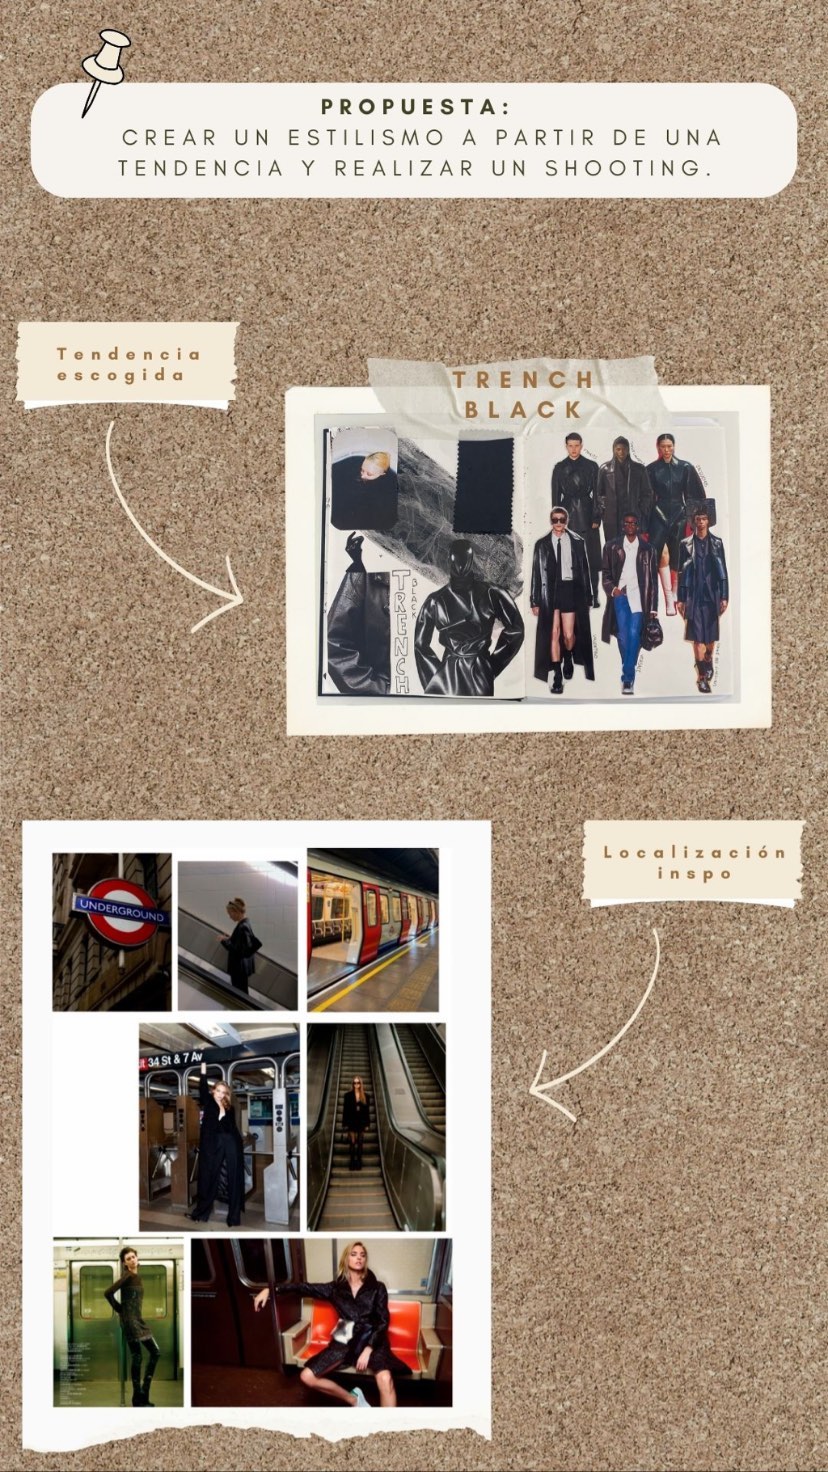 PROPUESTA:
CREAR UN ESTILISMO A PARTIR DE UNA
TENDENCIA Y REALIZAR UN SHOOTING.
Tendencia
escogida
TRENCH
BLACK
TRENCH
BLACK
Localización
inspo
UNDERGROUND
34 St & 7 Av